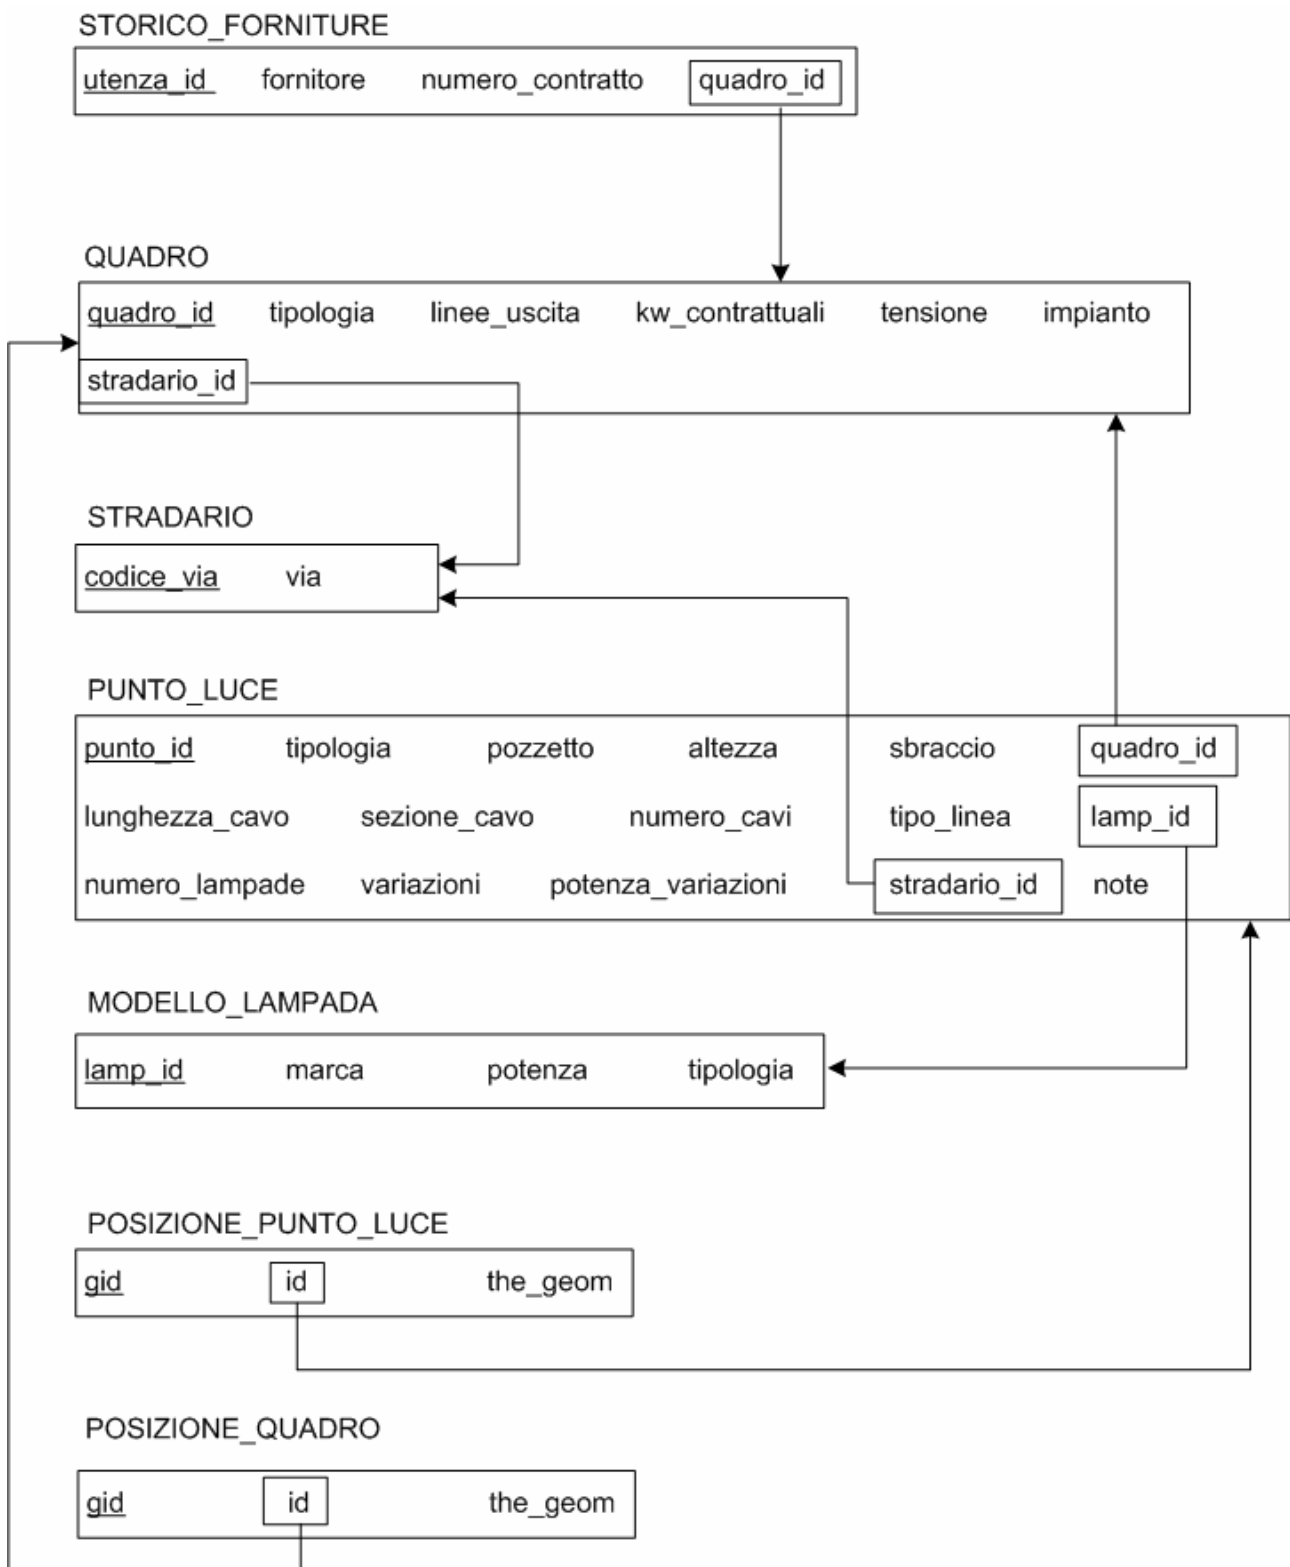 STORICO_FORNITURE
utenza_id fornitore numero_contratto quadro_id
QUADRO
quadro_id tipologia linee_uscita kw_contrattuali tensione impianto
stradario_id
STRADARIO
codice_via via
PUNTO_LUCE
punto_id tipologia pozzetto altezza sbraccio quadro_id
lunghezza_cavo sezione_cavo numero_cavi tipo_linea lamp_id
numero_lampade variazioni potenza_variazioni stradario_id note
MODELLO_LAMPADA
lamp_id marca potenza tipologia
POSIZIONE_PUNTO_LUCE
gid id the_geom
POSIZIONE_QUADRO
gid id the_geom